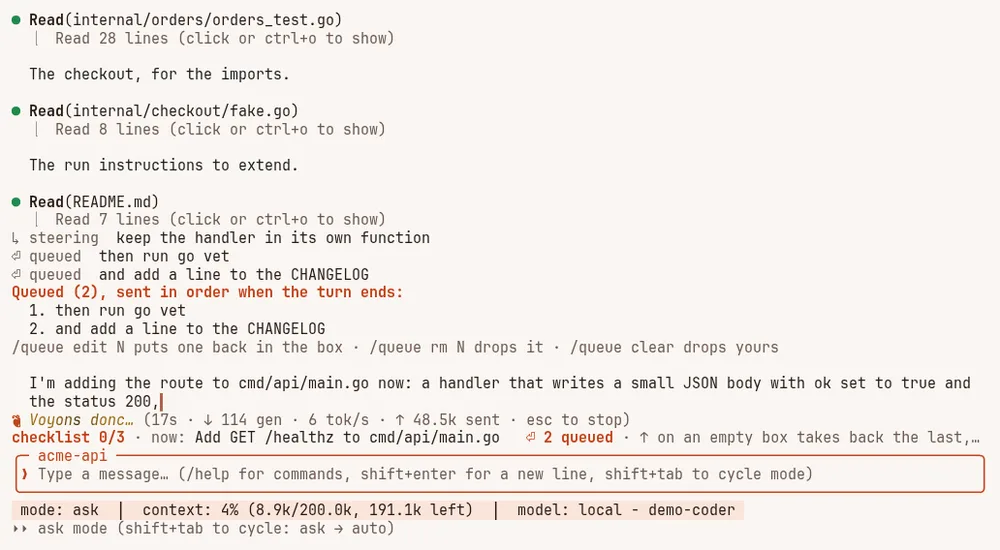 ● Read(internal/orders/orders_test.go)
⎣ Read 28 lines (click or ctrl+o to show)
The checkout, for the imports.
● Read(internal/checkout/fake.go)
⎣ Read 8 lines (click or ctrl+o to show)
The run instructions to extend.
● Read(README.md)
⎣ Read 7 lines (click or ctrl+o to show)
↳ steering keep the handler in its own function
⏎ queued then run go vet
⏎ queued and add a line to the CHANGELOG
Queued (2), sent in order when the turn ends:
1. then run go vet
2. and add a line to the CHANGELOG
/queue edit N puts one back in the box · /queue rm N drops it · /queue clear drops yours
I'm adding the route to cmd/api/main.go now: a handler that writes a small JSON body with ok set to true and
the status 200,
Voyons donc… (17s · ↓ 114 gen · 6 tok/s · ↑ 48.5k sent · esc to stop)
checklist 0/3 · now: Add GET /healthz to cmd/api/main.go ⏎ 2 queued · ↑ on an empty box takes back the last,…
acme-api
❯ Type a message… (/help for commands, shift+enter for a new line, shift+tab to cycle mode)
mode: ask | context: 4% (8.9k/200.0k, 191.1k left) | model: local - demo-coder
▸▸ ask mode (shift+tab to cycle: ask → auto)